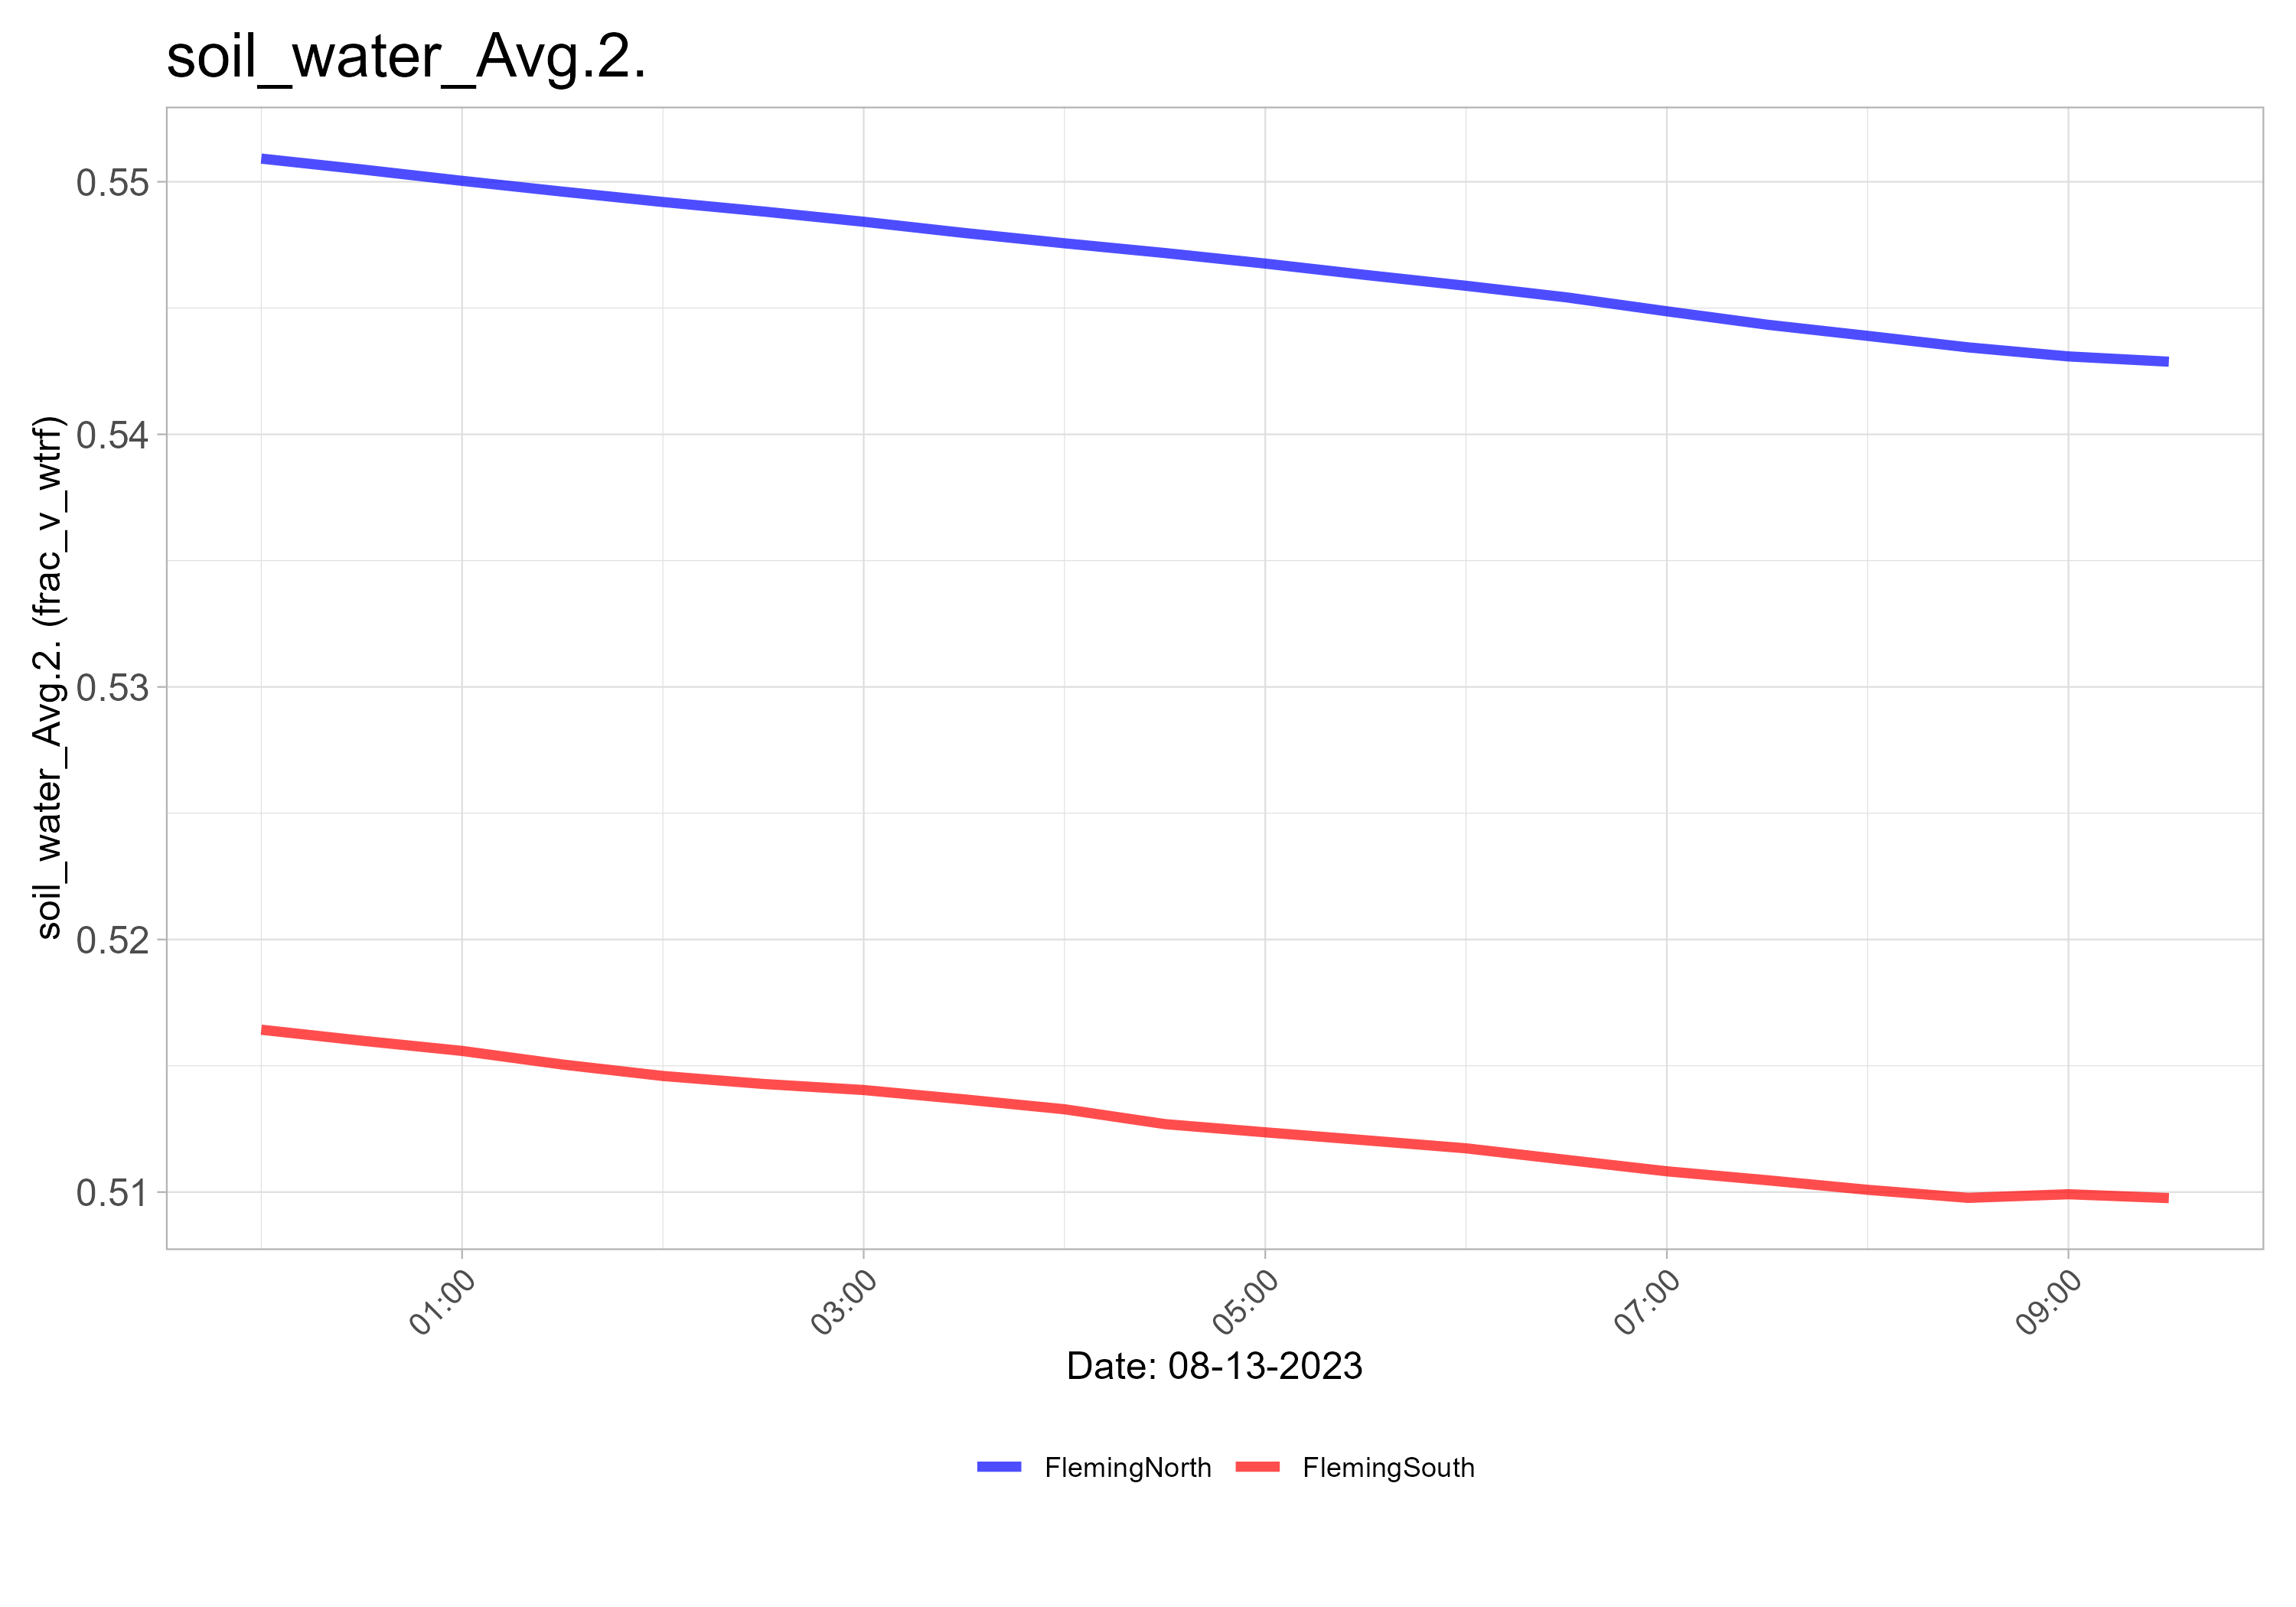 soil_water_Avg.2.
soil_water_Avg.2. (frac_v_wtrf)
0.55
0.54
0.53
0.52
0.51
01:00
03:00
05:00
07:00
09:00
Date: 08-13-2023
FlemingNorth
FlemingSouth